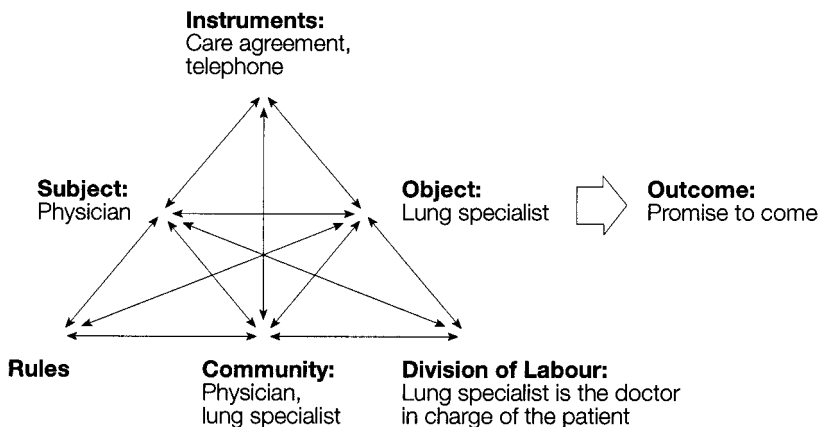 Instruments:
Care agreement,
telephone
Subject:
Physician
Object:
Lung specialist
Outcome:
Promise to come
Rules
Community:
Physician,
lung specialist
Division of Labour:
Lung specialist is the doctor
in charge of the patient